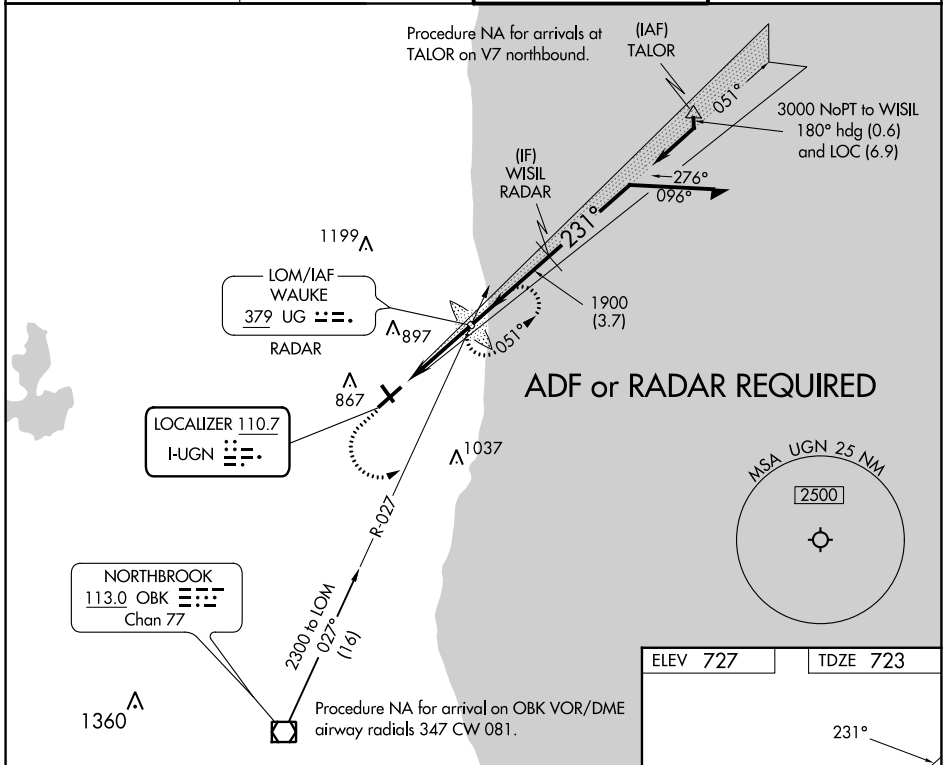 Procedure NA for arrivals at
TALOR on V7 northbound.
(IAF)
TALOR
051°
3000 NoPT to WISIL
180° hdg (0.6)
and LOC (6.9)
(IF)
WISIL
RADAR
276°
096°
231°
1199
LOM/IAF
WAUKE
379 UG
RADAR
897
051°
1900
(3.7)
867
ADF or RADAR REQUIRED
LOCALIZER 110.7
I-UGN
1037
MSA UGN 25 NM
2500
R-027
NORTHBROOK
113.0 OBK
Chan 77
2300 to LOM
027°
(16)
ELEV 727
TDZE 723
1360
Procedure NA for arrival on OBK VOR/DME
airway radials 347 CW 081.
231°